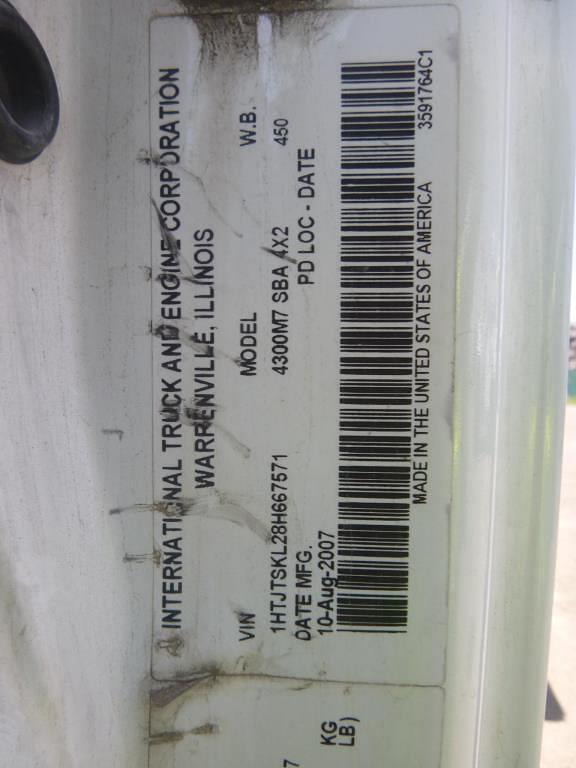 INTERNATIONAL TRUCK AND ENGINE CORPORATION
WARRENVILLE, ILLINOIS
VIN MODEL W.B.
1HTJTSKL28H667571 4300M7 SBA 4X2 450
DATE MFG. PD LOC - DATE
10-Aug-2007
MADE IN THE UNITED STATES OF AMERICA 3591764C1
7 KG
LB)